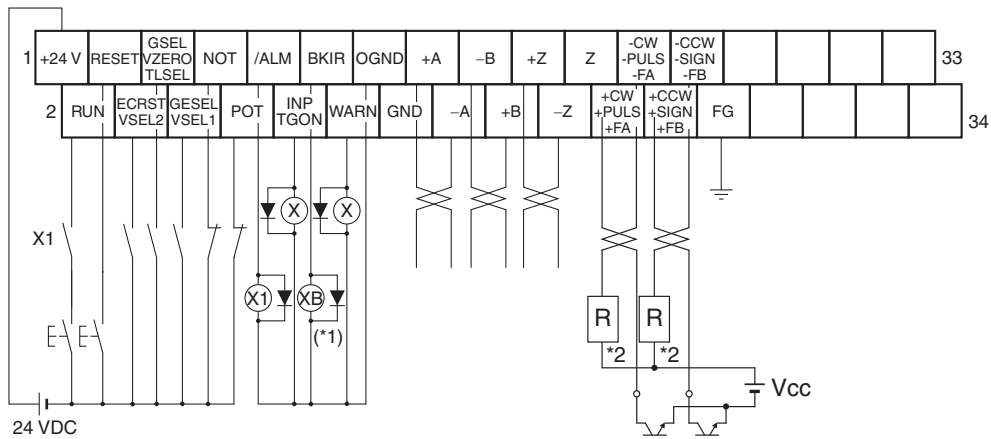 1 +24 V RESET GSEL VZERO TLSEL NOT /ALM BKIR OGND +A −B +Z Z -CW -PULS -FA -CCW -SIGN -FB 33
2 RUN ECRST VSEL2 GESEL VSEL1 POT INP TGON WARN GND −A +B −Z +CW +PULS +FA +CCW +SIGN +FB FG 34
X1
X X
X1 XB
(*1)
R R
*2 *2
Vcc
24 VDC